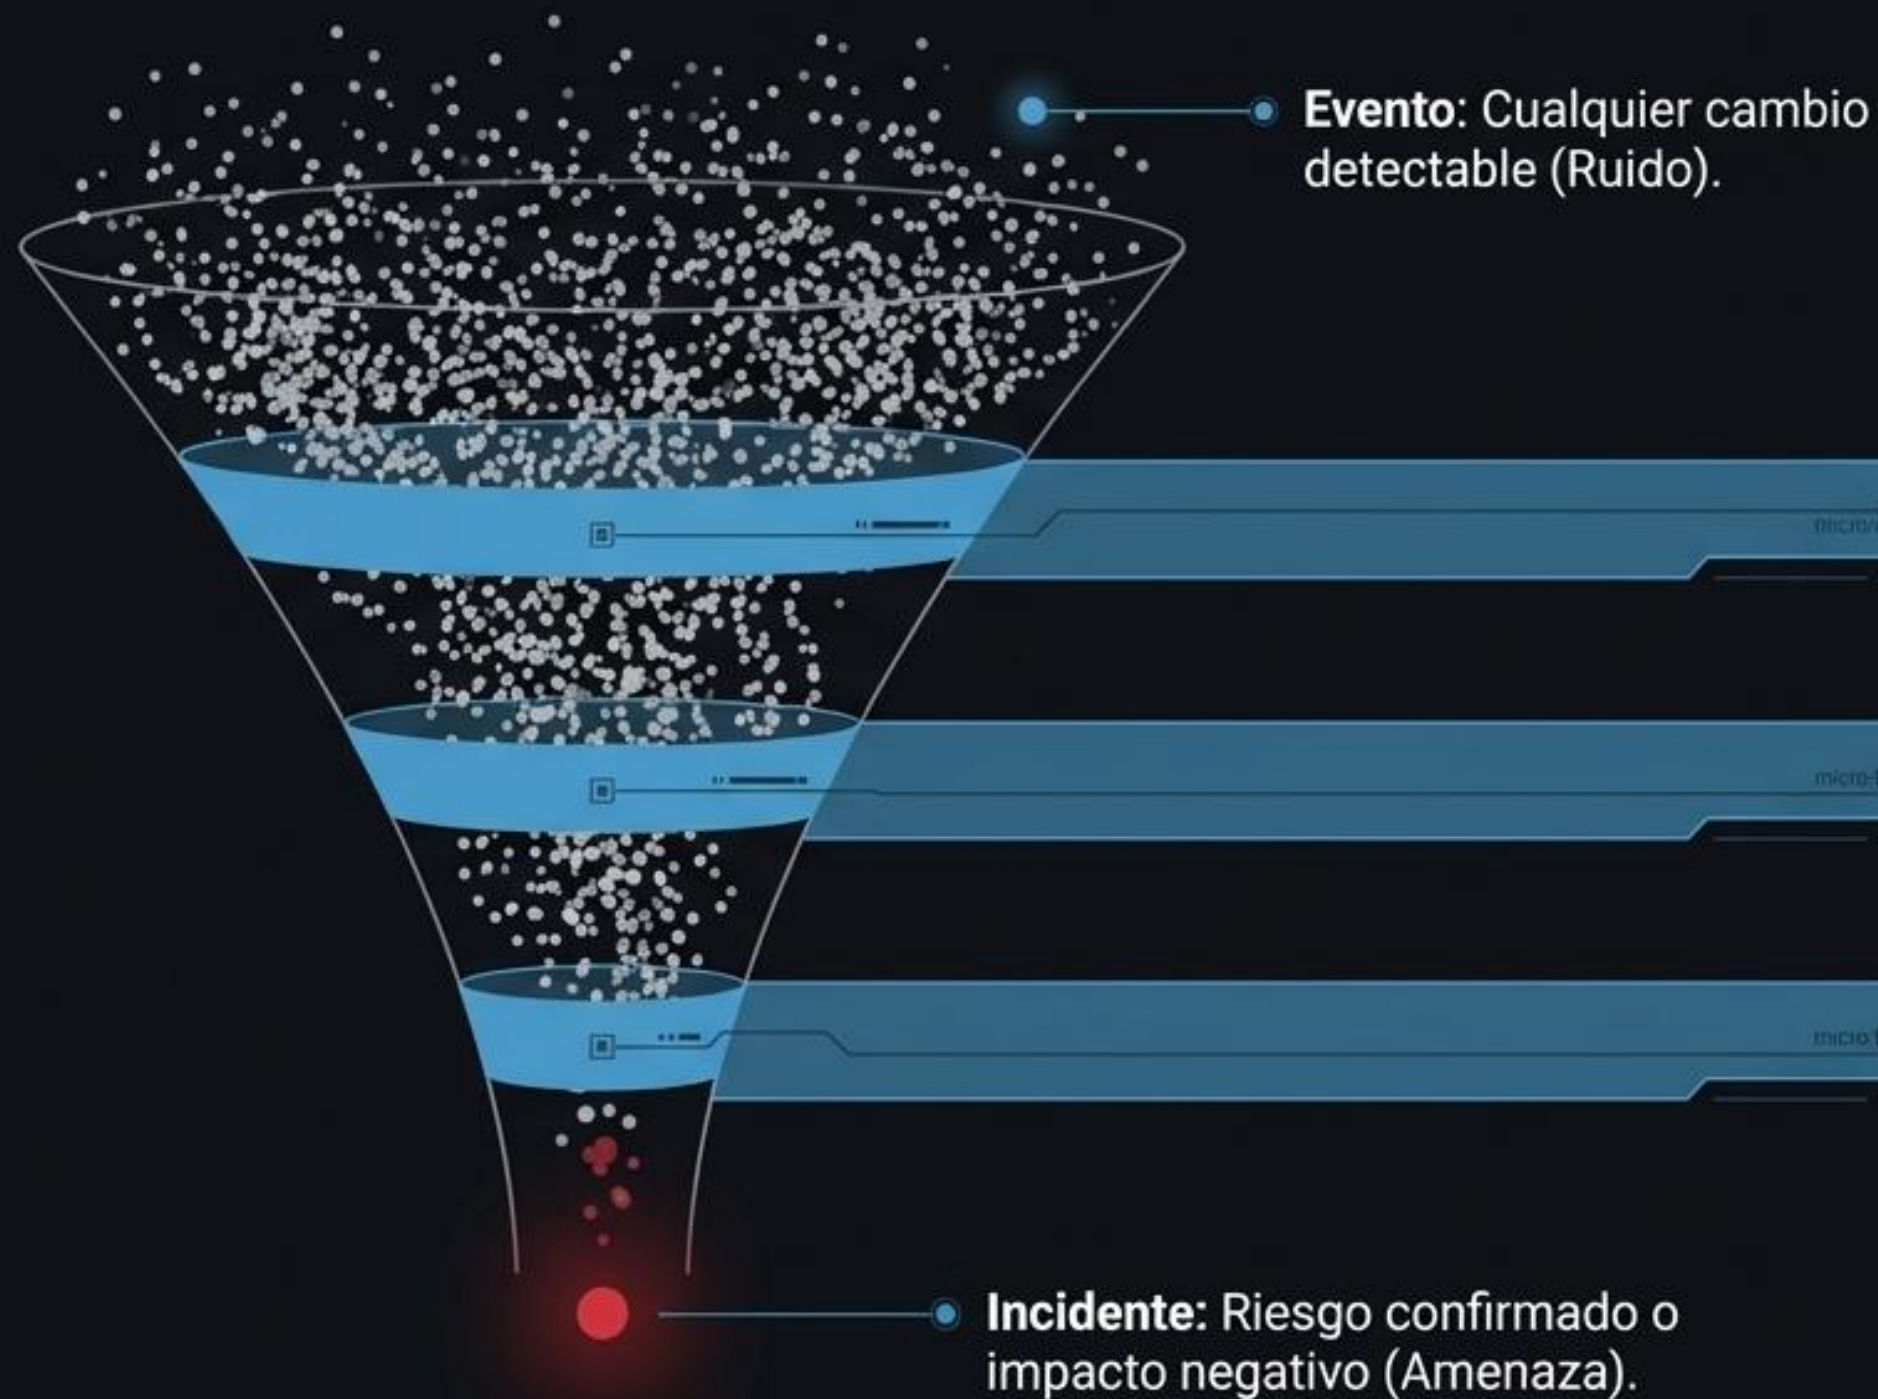 Evento: Cualquier cambio
detectable (Ruido).
Incidente: Riesgo confirmado o
impacto negativo (Amenaza).